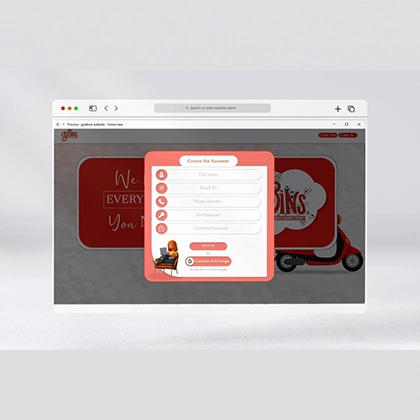 Search or enter website name
Preview - gobbins website - home new
We
EVERY
You N
BINS
Create An Account
Full Name
Email ID
Phone Number
Set Password
Confirm Password
SIGN UP
Continue with Google